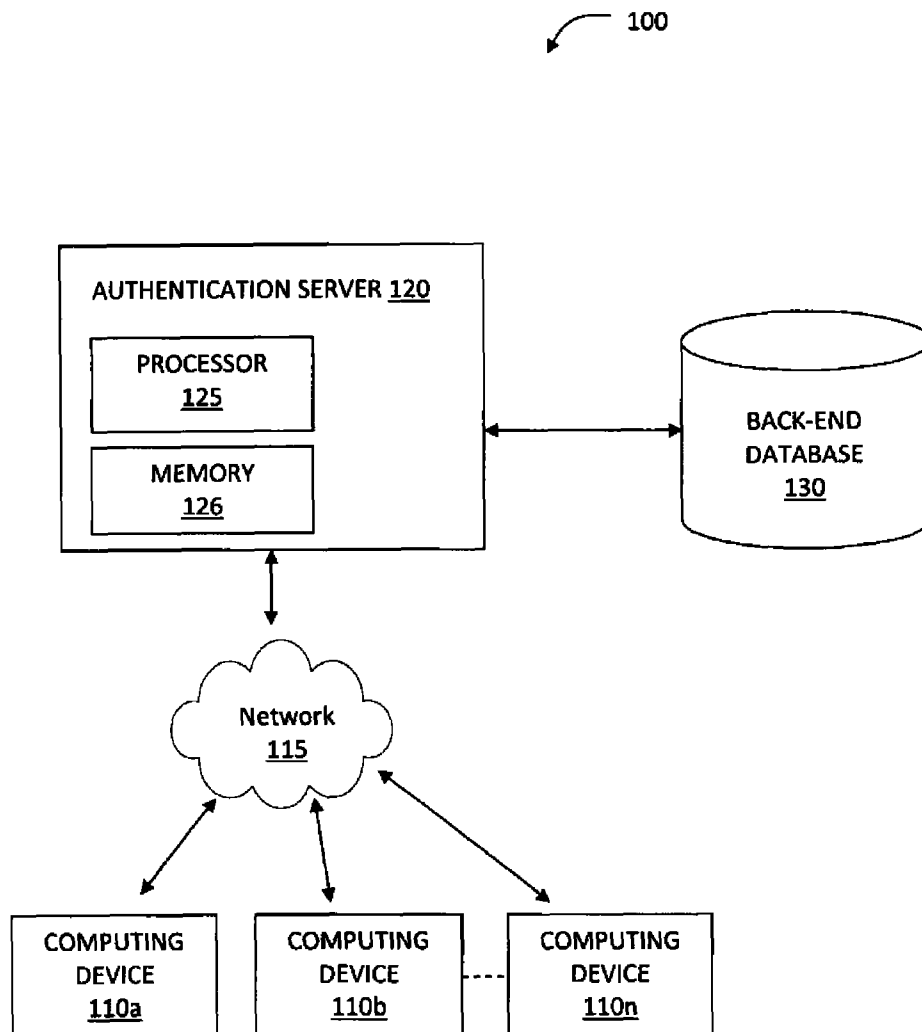 100
AUTHENTICATION SERVER 120
PROCESSOR
125
MEMORY
126
BACK-END
DATABASE
130
Network
115
COMPUTING
DEVICE
110a
COMPUTING
DEVICE
110b
COMPUTING
DEVICE
110n